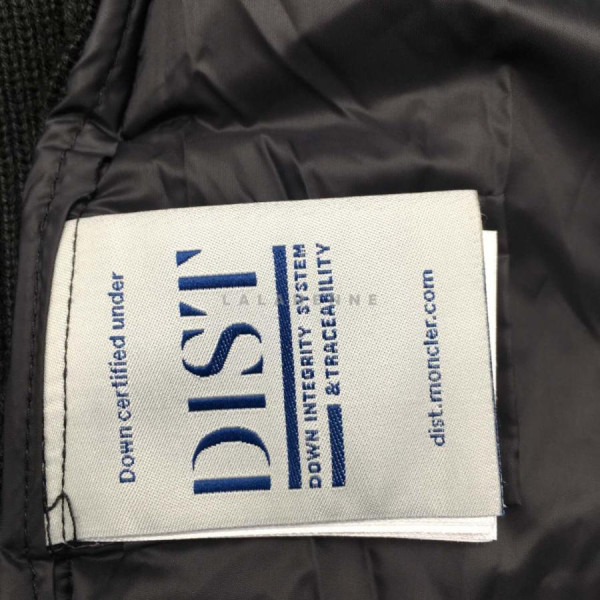 Down certified under
DIST
DOWN INTEGRITY SYSTEM
& TRACEABILITY
dist.moncler.com